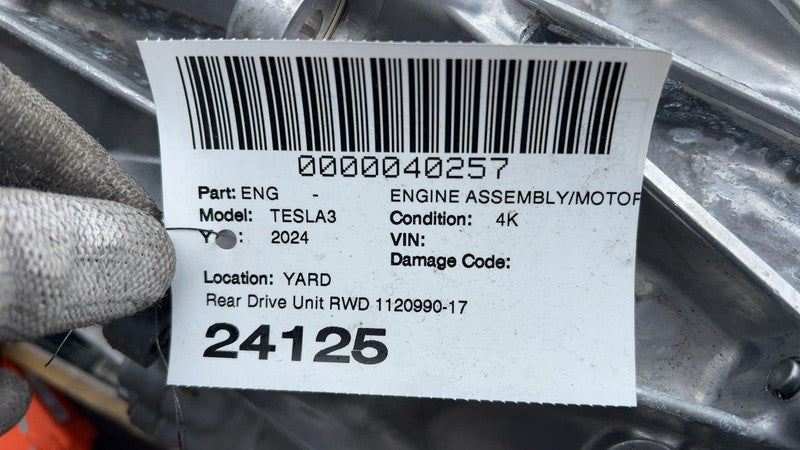 0000040257
Part: ENG - ENGINE ASSEMBLY/MOTOR
Model: TESLA3 Condition: 4K
Y : 2024 VIN:
Damage Code:
Location: YARD
Rear Drive Unit RWD 1120990-17
24125